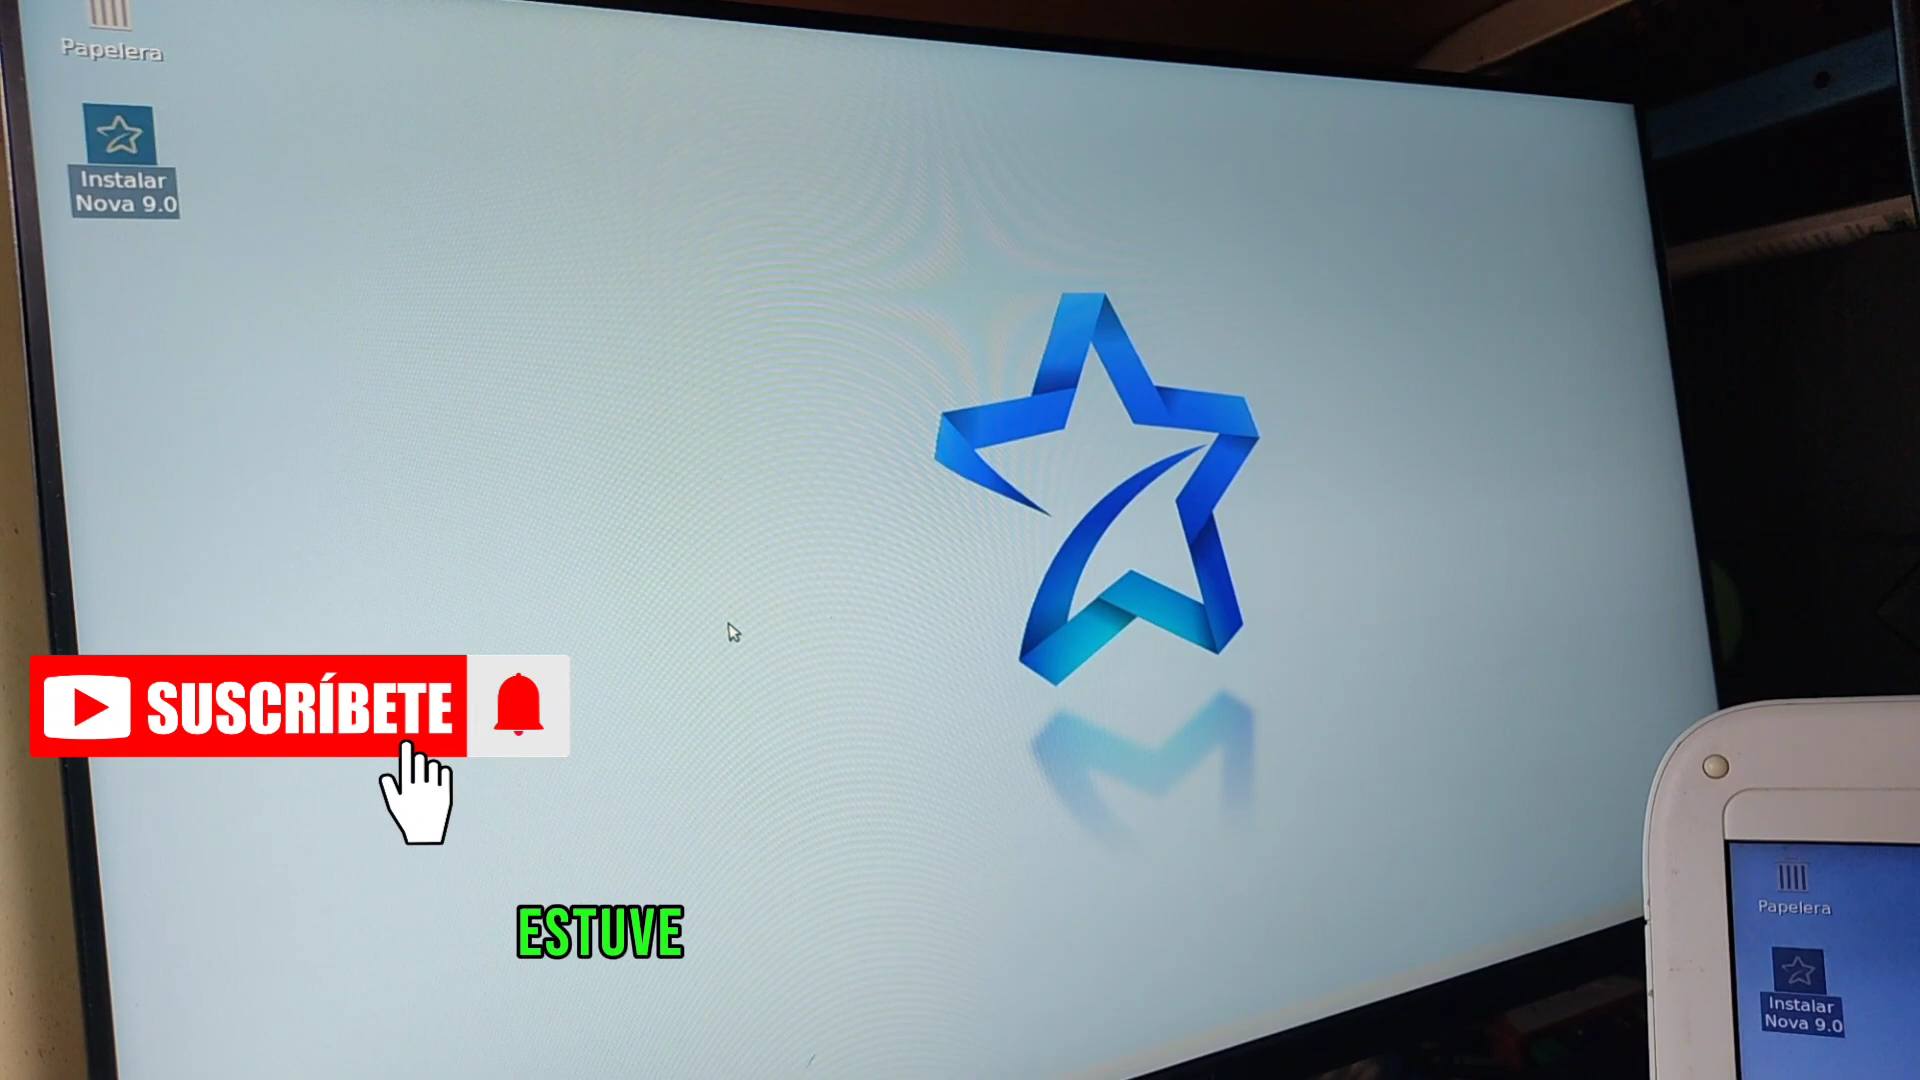 Papelera
Instalar
Nova 9.0
SUSCRÍBETE
ESTUVE
Papelera
Instalar
Nova 9.0